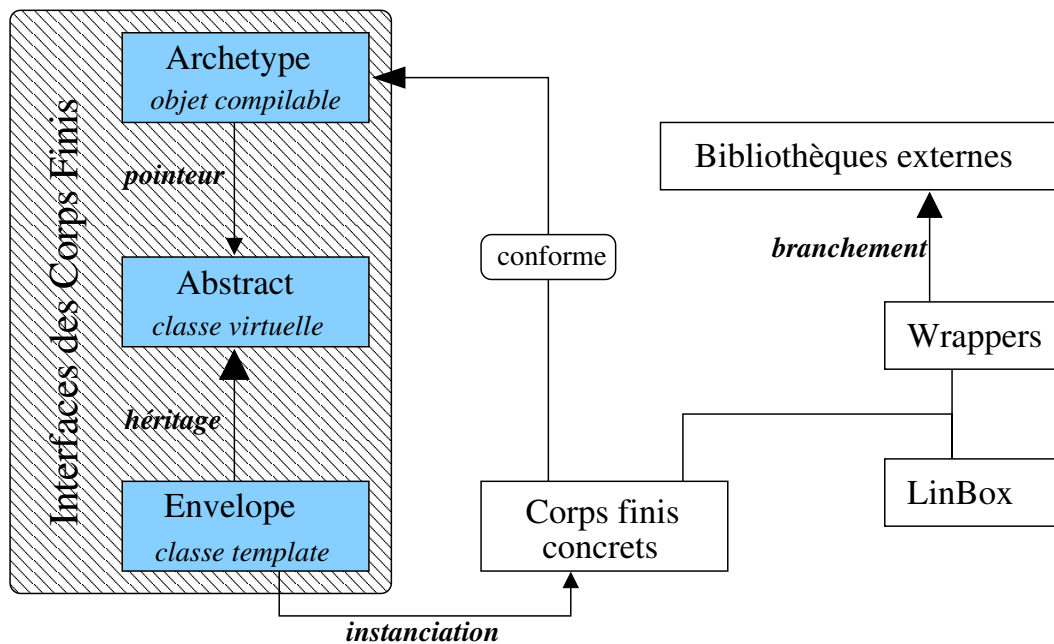 Interfaces des Corps Finis
Archetype
objet compilable
pointeur
Abstract
classe virtuelle
héritage
Envelope
classe template
instanciation
conforme
Corps finis
concrets
Bibliothèques externes
branchement
Wrappers
LinBox